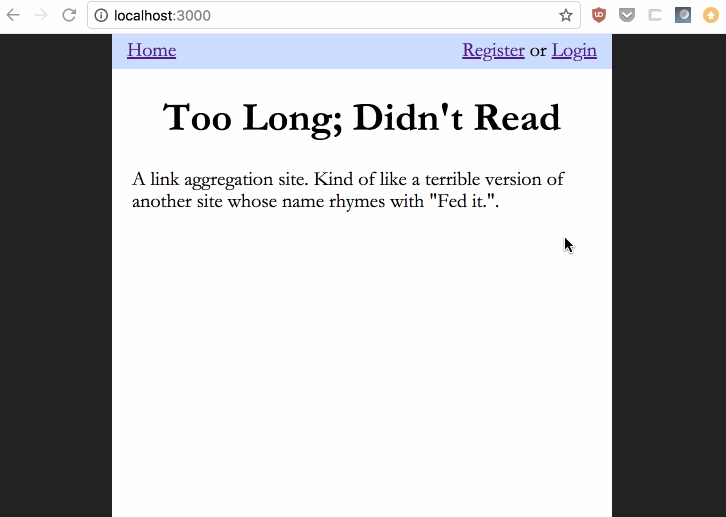 localhost:3000
Home Register or Login
Too Long; Didn't Read
A link aggregation site. Kind of like a terrible version of
another site whose name rhymes with "Fed it.".